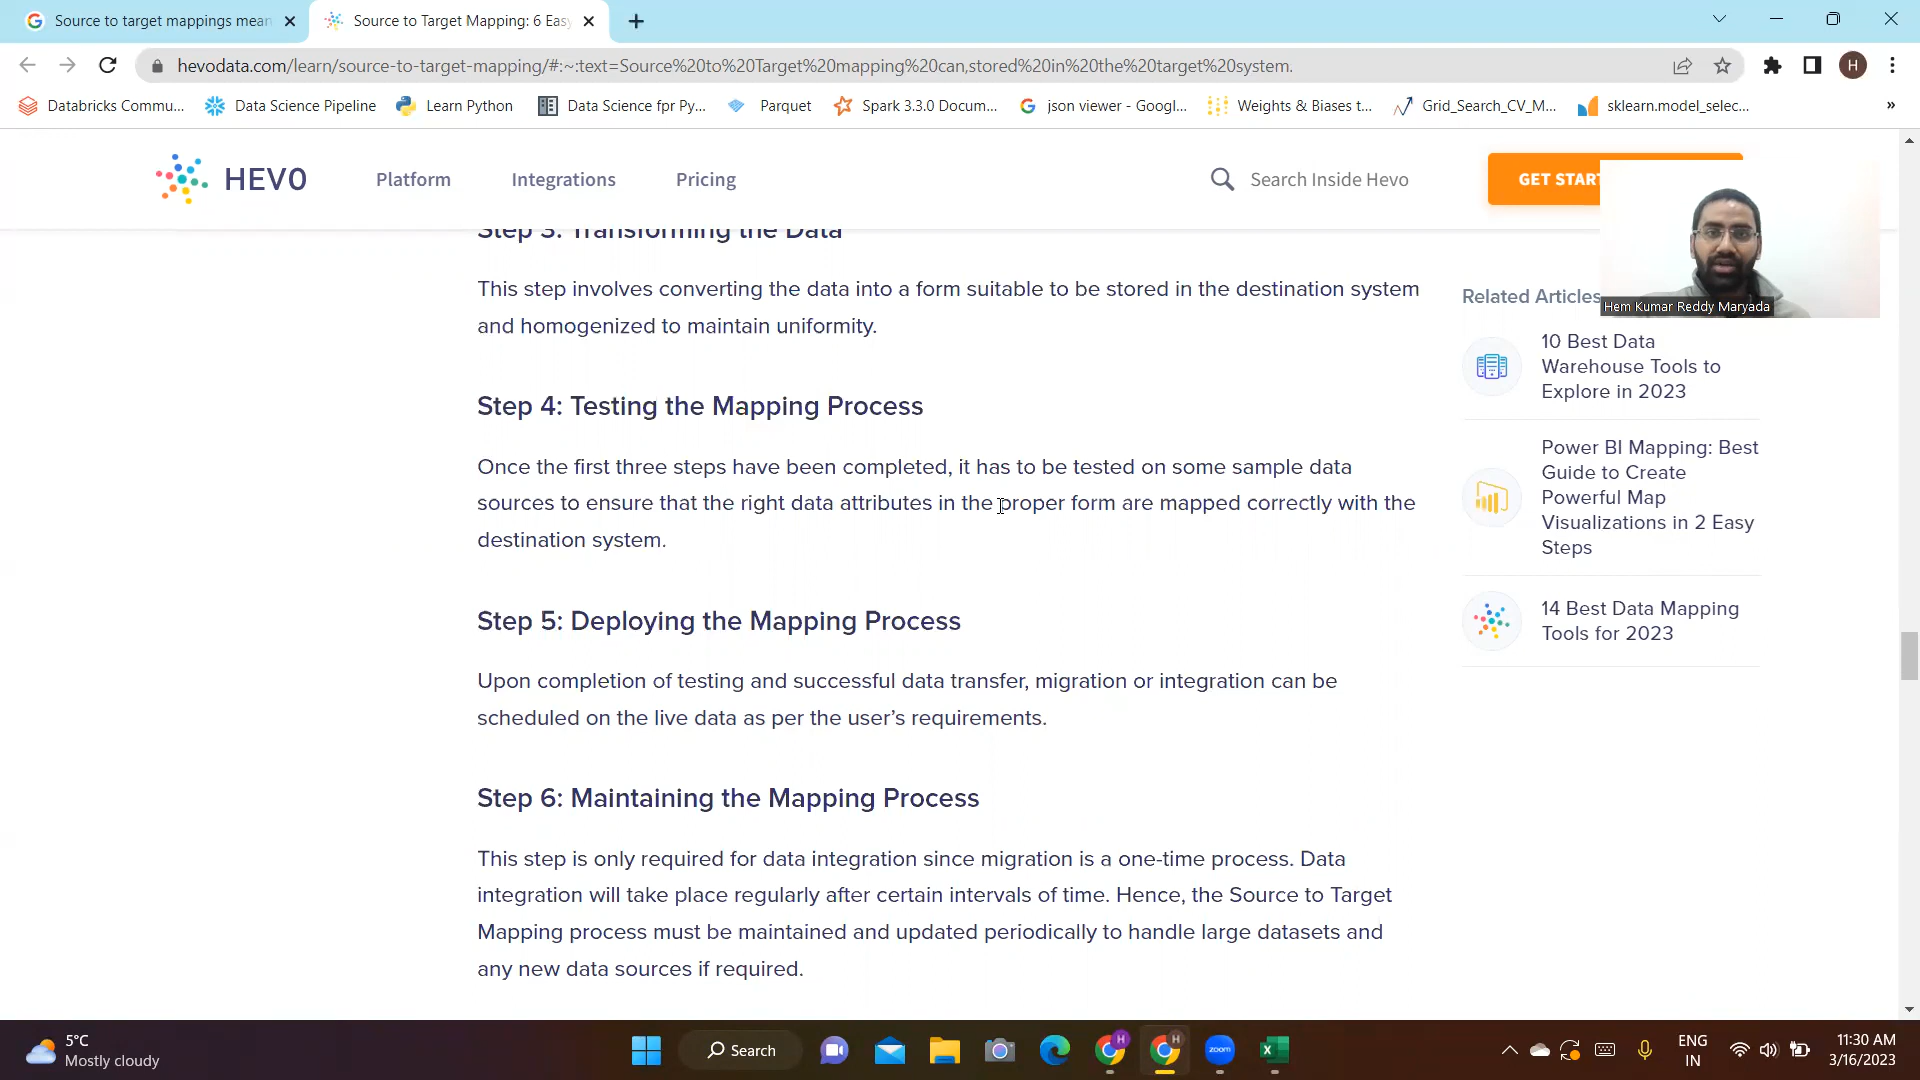 Source to target mappings mean
Source to Target Mapping: 6 Easy
hevodata.com/learn/source-to-target-mapping/#:~:text=Source%20to%20Target%20mapping%20can,stored%20in%20the%20target%20system.
H
Databricks Commu...
Data Science Pipeline
Learn Python
Data Science fpr Py...
Parquet
Spark 3.3.0 Docum...
json viewer - Googl...
Weights & Biases t...
Grid_Search_CV_M...
sklearn.model_selec...
»
HEVO
Platform
Integrations
Pricing
Search Inside Hevo
GET START
Step 3: Transforming the Data
This step involves converting the data into a form suitable to be stored in the destination system
and homogenized to maintain uniformity.
Step 4: Testing the Mapping Process
Once the first three steps have been completed, it has to be tested on some sample data
sources to ensure that the right data attributes in the proper form are mapped correctly with the
destination system.
Step 5: Deploying the Mapping Process
Upon completion of testing and successful data transfer, migration or integration can be
scheduled on the live data as per the user’s requirements.
Step 6: Maintaining the Mapping Process
This step is only required for data integration since migration is a one-time process. Data
integration will take place regularly after certain intervals of time. Hence, the Source to Target
Mapping process must be maintained and updated periodically to handle large datasets and
any new data sources if required.
Related Articles
Hem Kumar Reddy Maryada
10 Best Data
Warehouse Tools to
Explore in 2023
Power BI Mapping: Best
Guide to Create
Powerful Map
Visualizations in 2 Easy
Steps
14 Best Data Mapping
Tools for 2023
5°C
Mostly cloudy
Search
H
H
zoom
ENG
IN
11:30 AM
3/16/2023